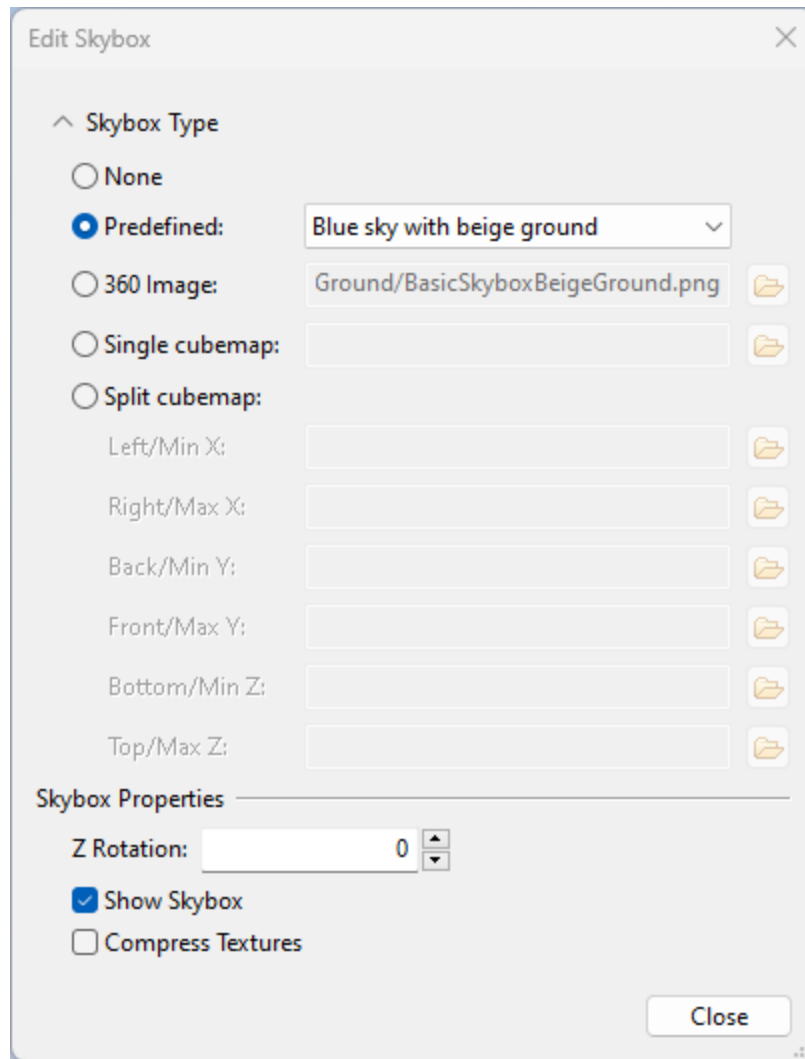 Edit Skybox
Skybox Type
None
Predefined: Blue sky with beige ground
360 Image: Ground/BasicSkyboxBeigeGround.png
Single cubemap:
Split cubemap:
Left/Min X:
Right/Max X:
Back/Min Y:
Front/Max Y:
Bottom/Min Z:
Top/Max Z:
Skybox Properties
Z Rotation: 0
Show Skybox
Compress Textures
Close